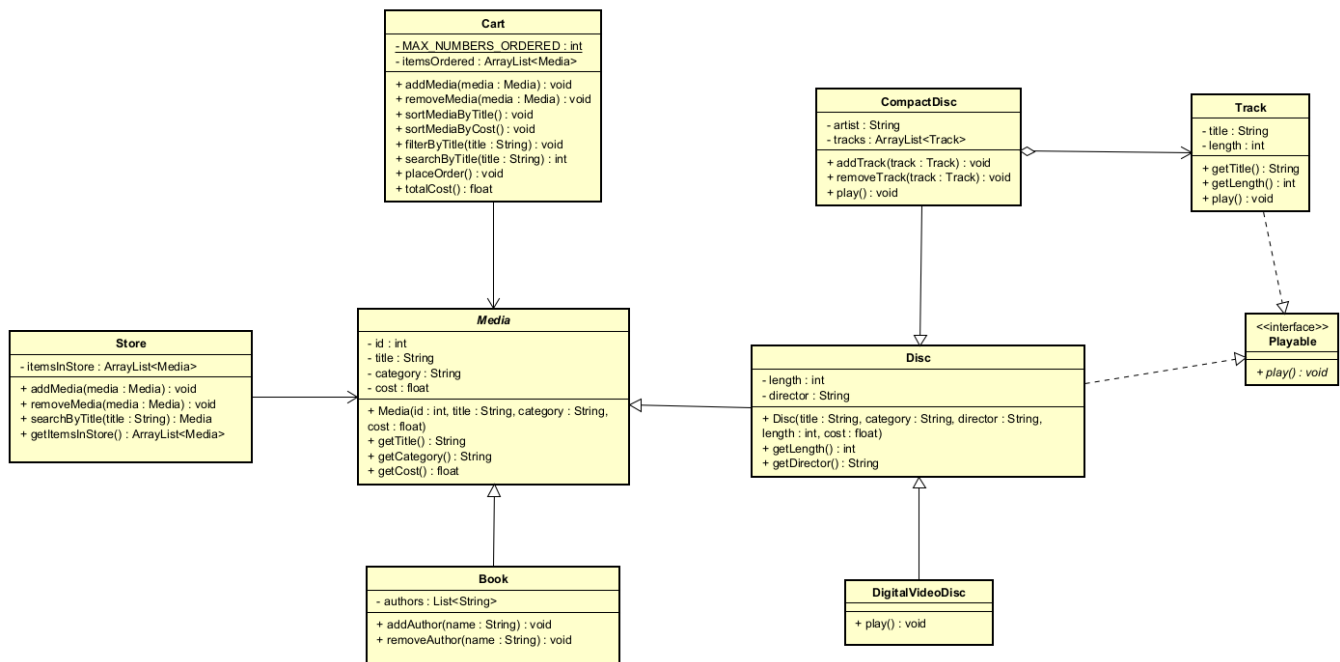 Cart
- MAX_NUMBERS_ORDERED : int
- itemsOrdered : ArrayList<Media>
+ addMedia(media : Media) : void
+ removeMedia(media : Media) : void
+ sortMediaByTitle() : void
+ sortMediaByCost() : void
+ filterByTitle(title : String) : void
+ searchByTitle(title : String) : int
+ placeOrder() : void
+ totalCost() : float
CompactDisc
- artist : String
- tracks : ArrayList<Track>
+ addTrack(track : Track) : void
+ removeTrack(track : Track) : void
+ play() : void
Track
- title : String
- length : int
+ getTitle() : String
+ getLength() : int
+ play() : void
Store
- itemsInStore : ArrayList<Media>
+ addMedia(media : Media) : void
+ removeMedia(media : Media) : void
+ searchByTitle(title : String) : Media
+ getItemsInStore() : ArrayList<Media>
Media
- id : int
- title : String
- category : String
- cost : float
+ Media(id : int, title : String, category : String,
cost : float)
+ getTitle() : String
+ getCategory() : String
+ getCost() : float
Disc
- length : int
- director : String
+ Disc(title : String, category : String, director : String,
length : int, cost : float)
+ getLength() : int
+ getDirector() : String
<<interface>>
Playable
+ play() : void
Book
- authors : List<String>
+ addAuthor(name : String) : void
+ removeAuthor(name : String) : void
DigitalVideoDisc
+ play() : void